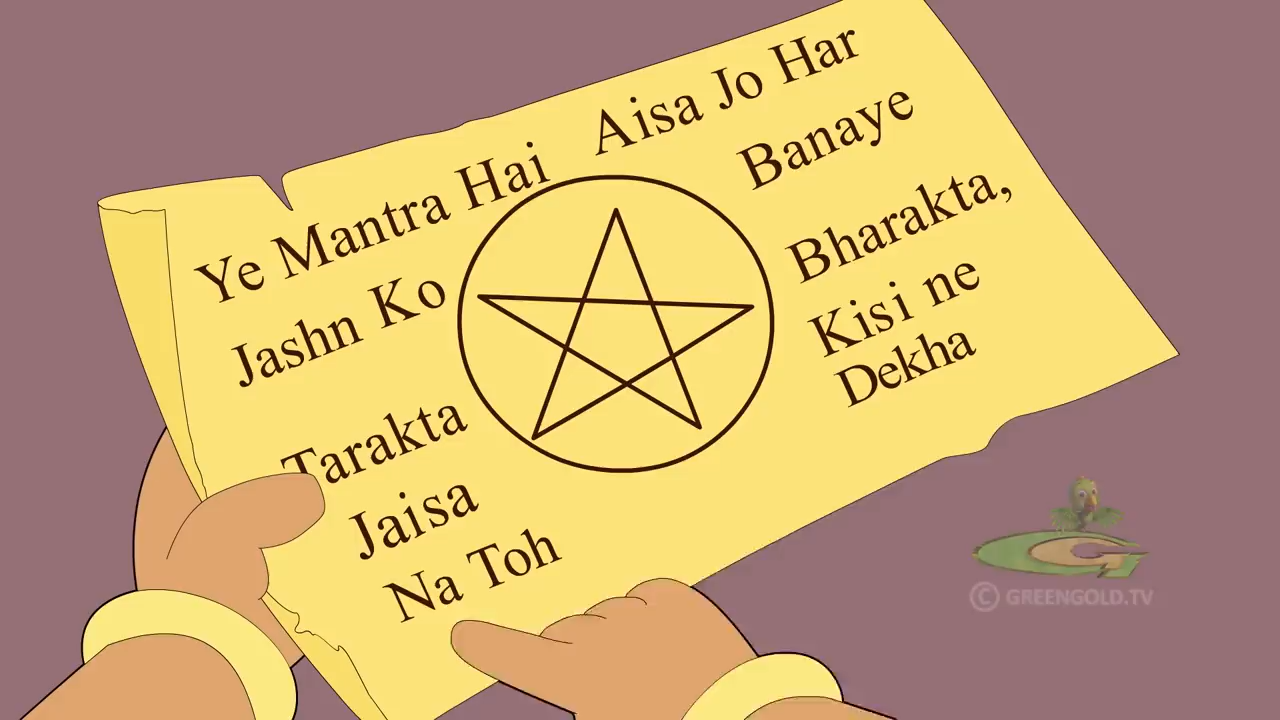 Ye Mantra Hai Aisa Jo Har
Jashn Ko Banaye
Tarakta Bharakta,
Jaisa Kisi ne
Na Toh Dekha
© GREENGOLD.TV